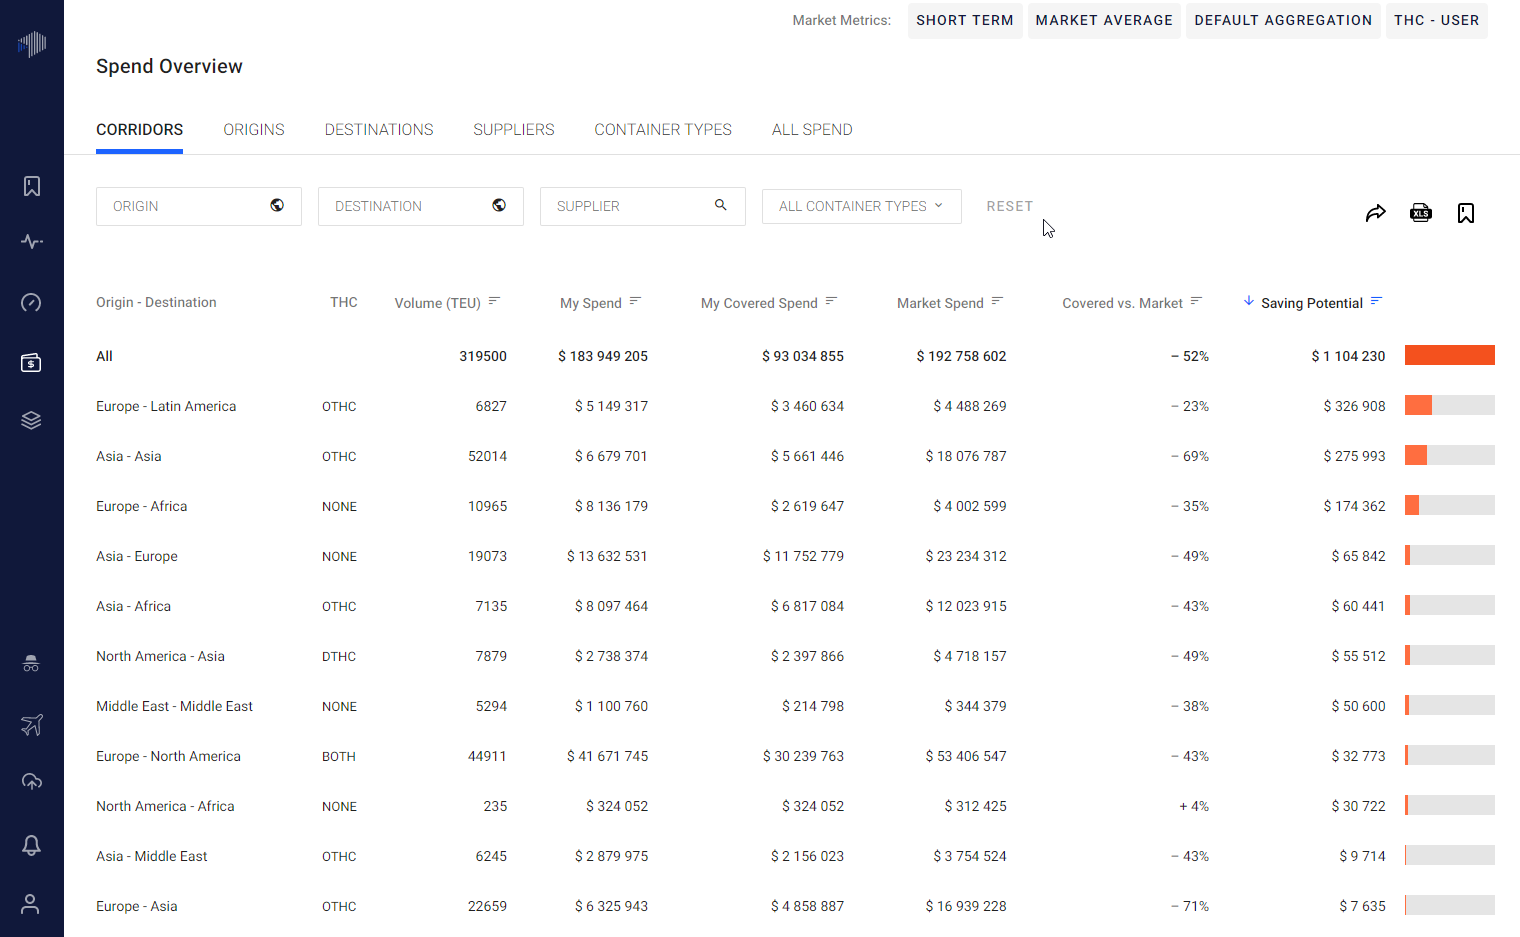 Market Metrics: SHORT TERM MARKET AVERAGE DEFAULT AGGREGATION THC - USER
Spend Overview
CORRIDORS ORIGINS DESTINATIONS SUPPLIERS CONTAINER TYPES ALL SPEND
ORIGIN DESTINATION SUPPLIER ALL CONTAINER TYPES RESET
XLS
Origin - Destination THC Volume (TEU) My Spend My Covered Spend Market Spend Covered vs. Market Saving Potential
All 319500 $ 183 949 205 $ 93 034 855 $ 192 758 602 – 52% $ 1 104 230
Europe - Latin America OTHC 6827 $ 5 149 317 $ 3 460 634 $ 4 488 269 – 23% $ 326 908
Asia - Asia OTHC 52014 $ 6 679 701 $ 5 661 446 $ 18 076 787 – 69% $ 275 993
Europe - Africa NONE 10965 $ 8 136 179 $ 2 619 647 $ 4 002 599 – 35% $ 174 362
Asia - Europe NONE 19073 $ 13 632 531 $ 11 752 779 $ 23 234 312 – 49% $ 65 842
Asia - Africa OTHC 7135 $ 8 097 464 $ 6 817 084 $ 12 023 915 – 43% $ 60 441
North America - Asia DTHC 7879 $ 2 738 374 $ 2 397 866 $ 4 718 157 – 49% $ 55 512
Middle East - Middle East NONE 5294 $ 1 100 760 $ 214 798 $ 344 379 – 38% $ 50 600
Europe - North America BOTH 44911 $ 41 671 745 $ 30 239 763 $ 53 406 547 – 43% $ 32 773
North America - Africa NONE 235 $ 324 052 $ 324 052 $ 312 425 + 4% $ 30 722
Asia - Middle East OTHC 6245 $ 2 879 975 $ 2 156 023 $ 3 754 524 – 43% $ 9 714
Europe - Asia OTHC 22659 $ 6 325 943 $ 4 858 887 $ 16 939 228 – 71% $ 7 635